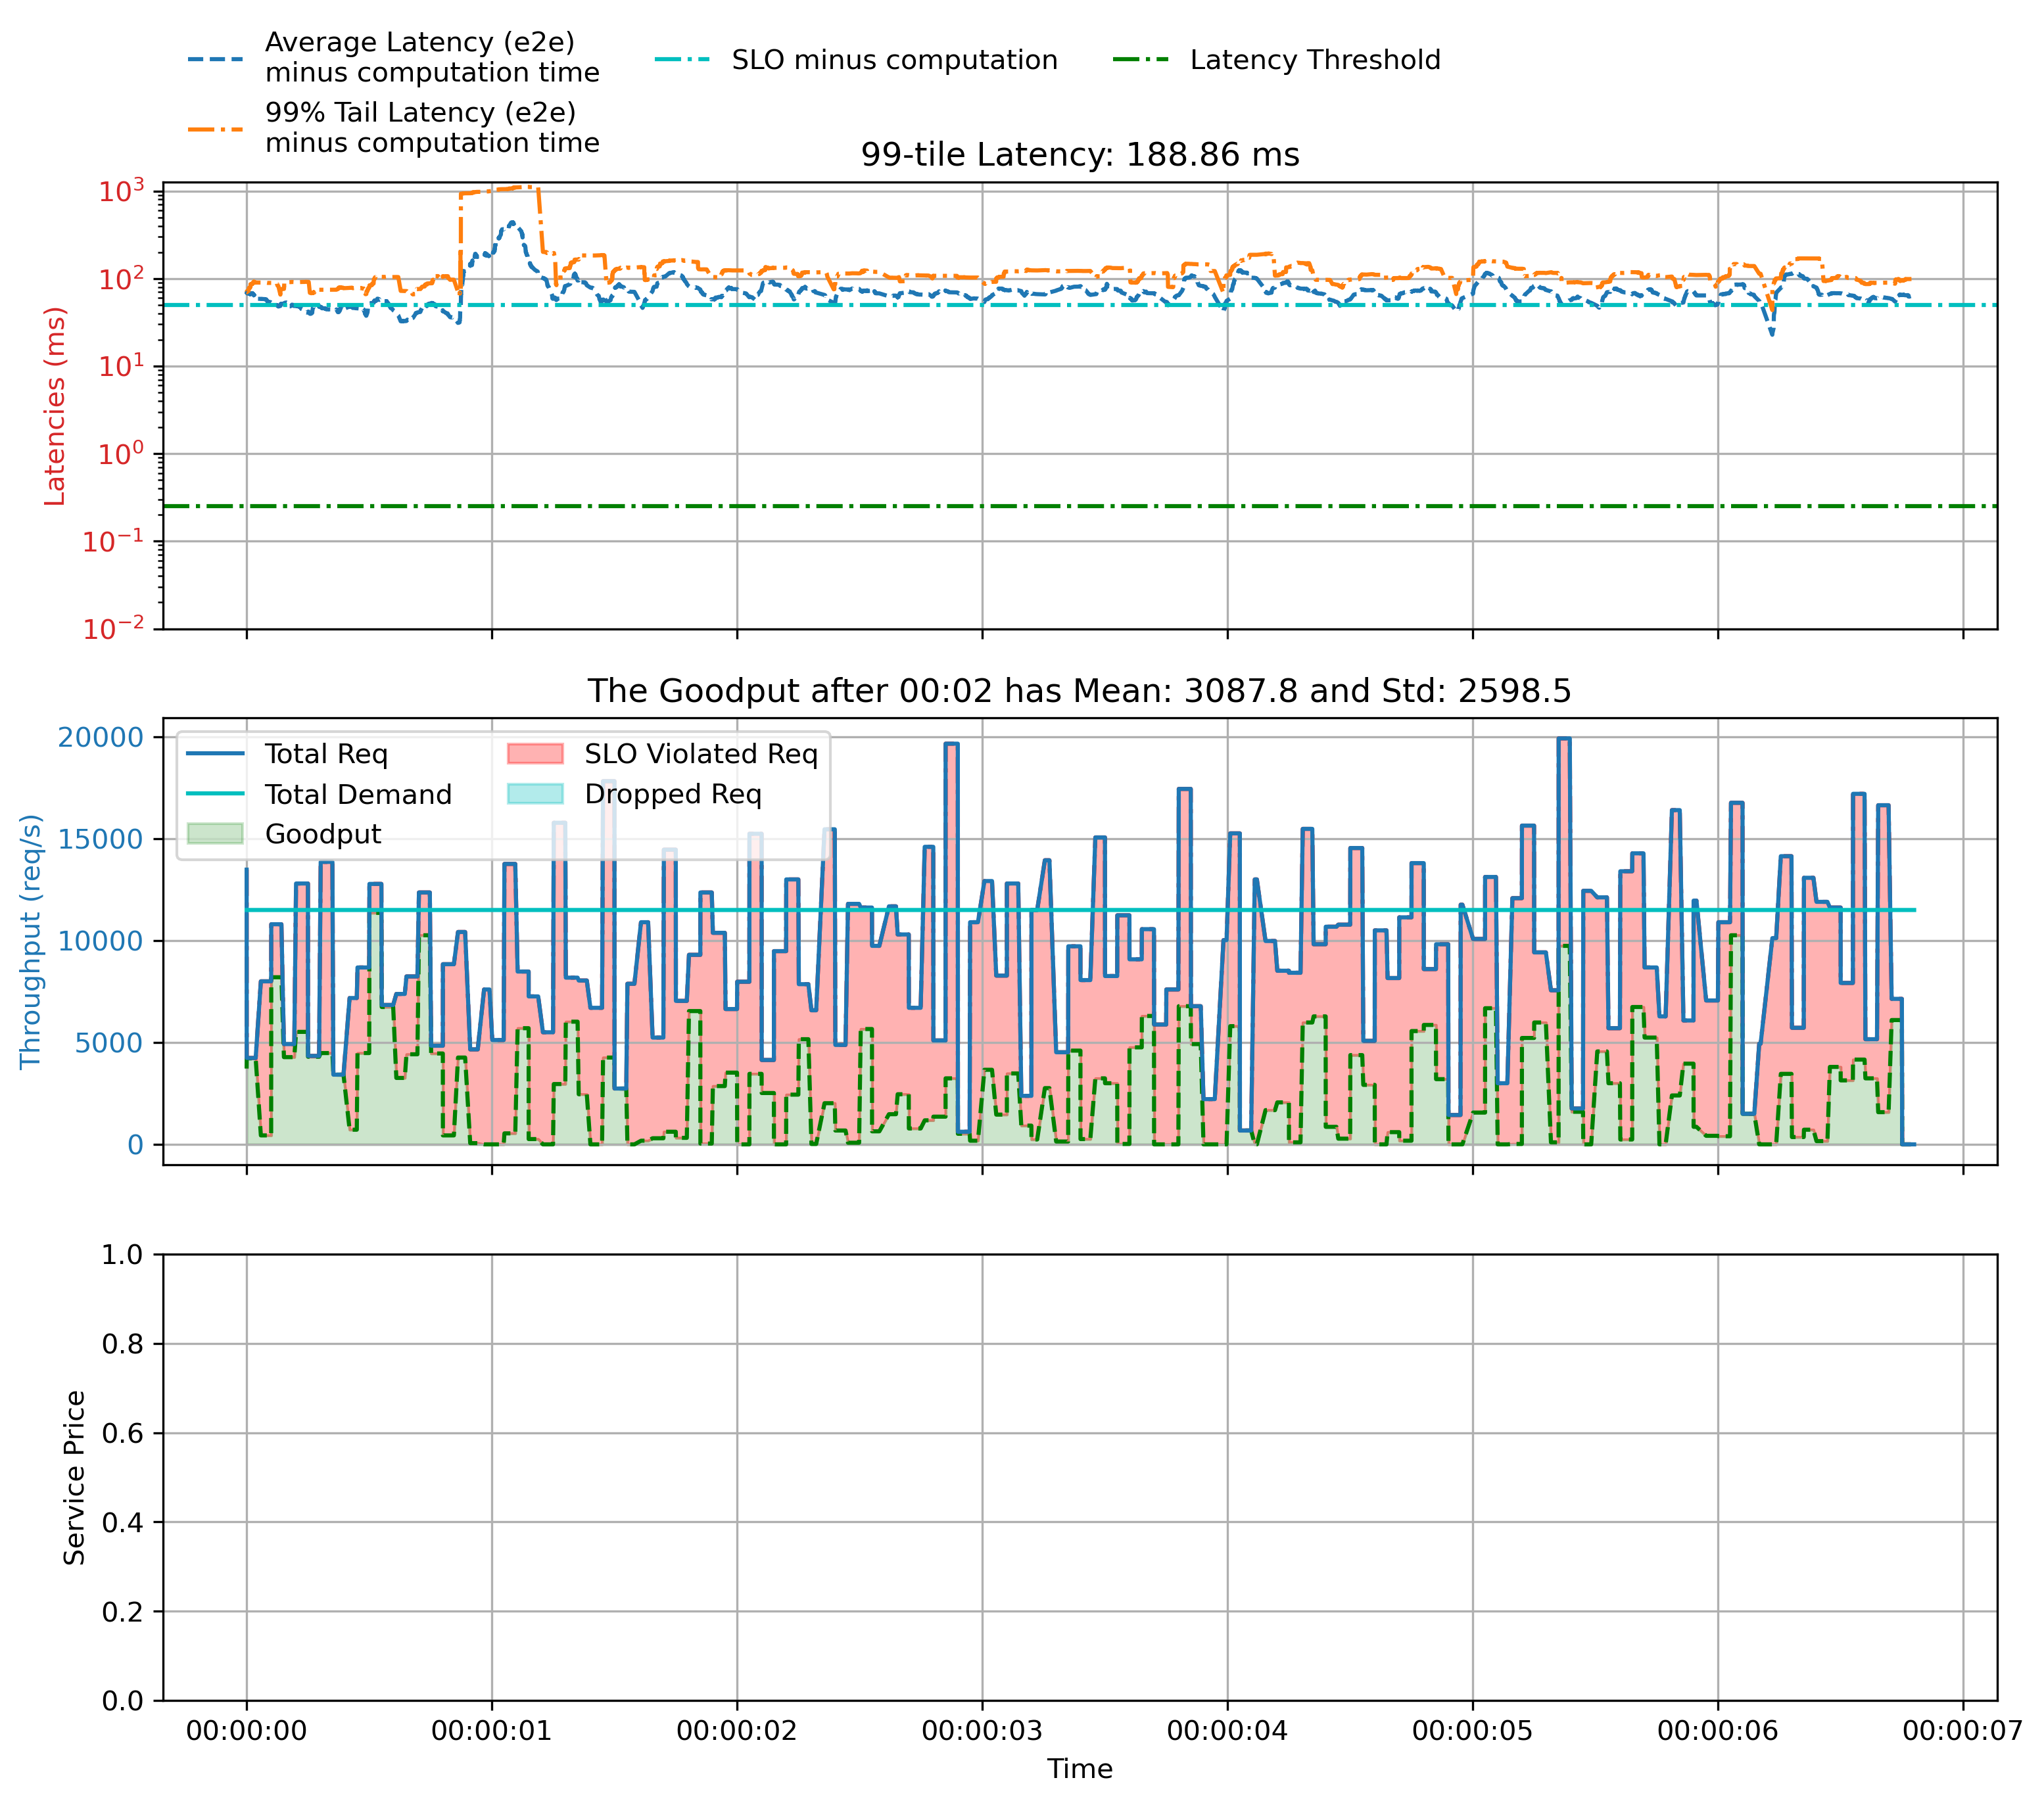 Average Latency (e2e)
minus computation time
99% Tail Latency (e2e)
minus computation time
SLO minus computation
Latency Threshold
99-tile Latency: 188.86 ms
10³
10²
10¹
10⁰
10⁻¹
10⁻²
Latencies (ms)
The Goodput after 00:02 has Mean: 3087.8 and Std: 2598.5
Total Req
Total Demand
Goodput
SLO Violated Req
Dropped Req
20000
15000
10000
5000
0
Throughput (req/s)
1.0
0.8
0.6
0.4
0.2
0.0
Service Price
00:00:00
00:00:01
00:00:02
00:00:03
00:00:04
00:00:05
00:00:06
00:00:07
Time